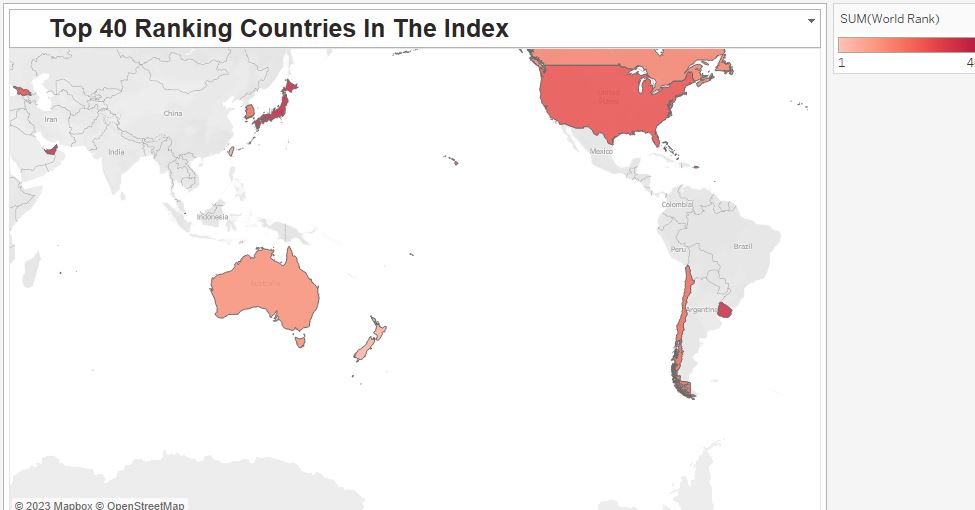 Top 40 Ranking Countries In The Index
SUM(World Rank)
1
United
States
Iran
China
India
Mexico
Indonesia
Colombia
Peru
Brazil
Australia
Argentina
© 2023 Mapbox © OpenStreetMap